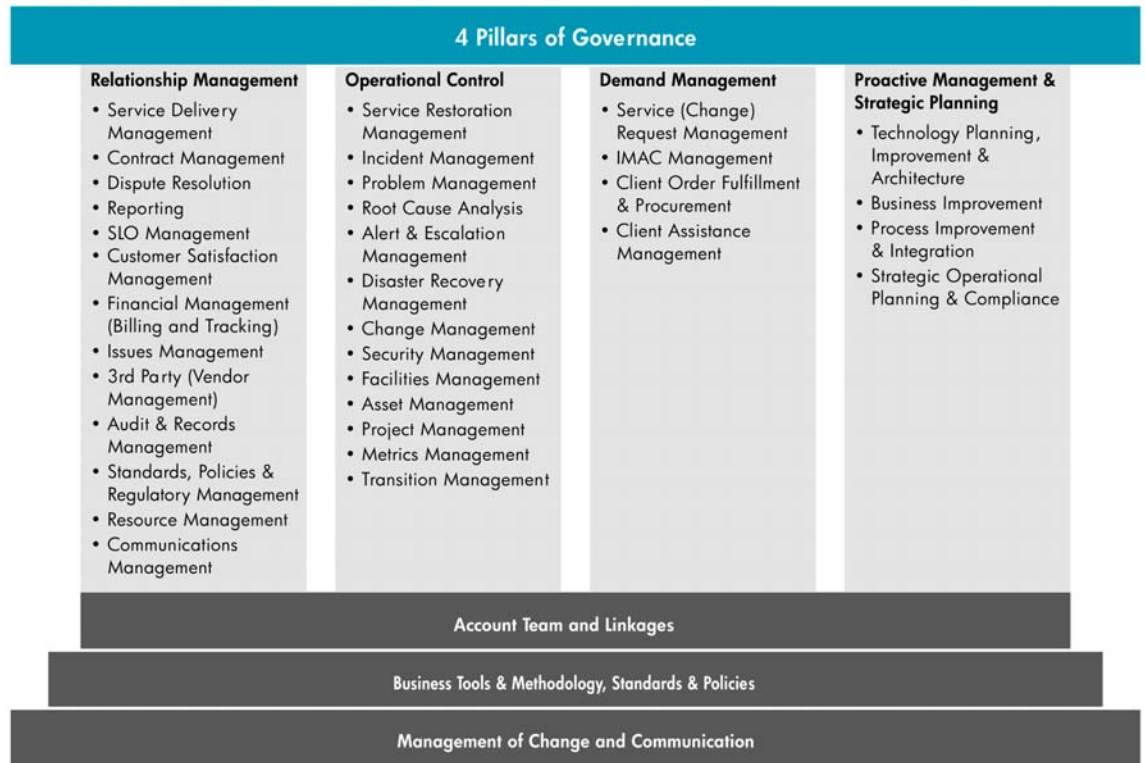 4 Pillars of Governance
Relationship Management
• Service Delivery
Management
• Contract Management
• Dispute Resolution
• Reporting
• SLO Management
• Customer Satisfaction
Management
• Financial Management
(Billing and Tracking)
• Issues Management
• 3rd Party (Vendor
Management)
• Audit & Records
Management
• Standards, Policies &
Regulatory Management
• Resource Management
• Communications
Management
Operational Control
• Service Restoration
Management
• Incident Management
• Problem Management
• Root Cause Analysis
• Alert & Escalation
Management
• Disaster Recovery
Management
• Change Management
• Security Management
• Facilities Management
• Asset Management
• Project Management
• Metrics Management
• Transition Management
Demand Management
• Service (Change)
Request Management
• IMAC Management
• Client Order Fulfillment
& Procurement
• Client Assistance
Management
Proactive Management &
Strategic Planning
• Technology Planning,
Improvement &
Architecture
• Business Improvement
• Process Improvement
& Integration
• Strategic Operational
Planning & Compliance
Account Team and Linkages
Business Tools & Methodology, Standards & Policies
Management of Change and Communication